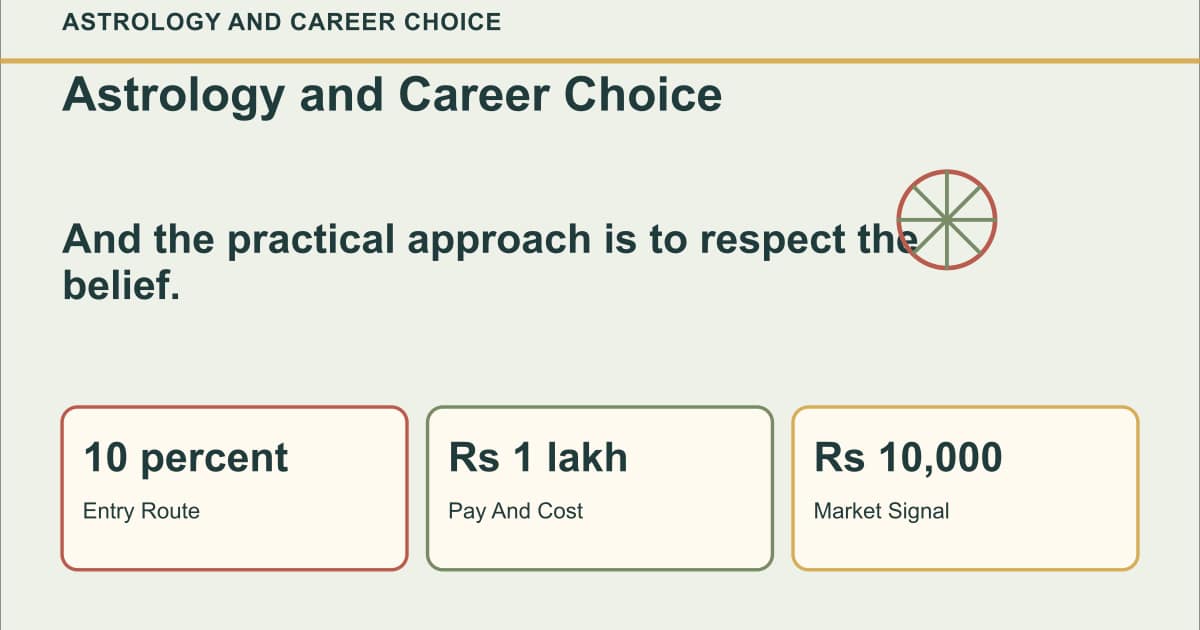 ASTROLOGY AND CAREER CHOICE
Astrology and Career Choice
And the practical approach is to respect the
belief.
10 percent
Entry Route
Rs 1 lakh
Pay And Cost
Rs 10,000
Market Signal